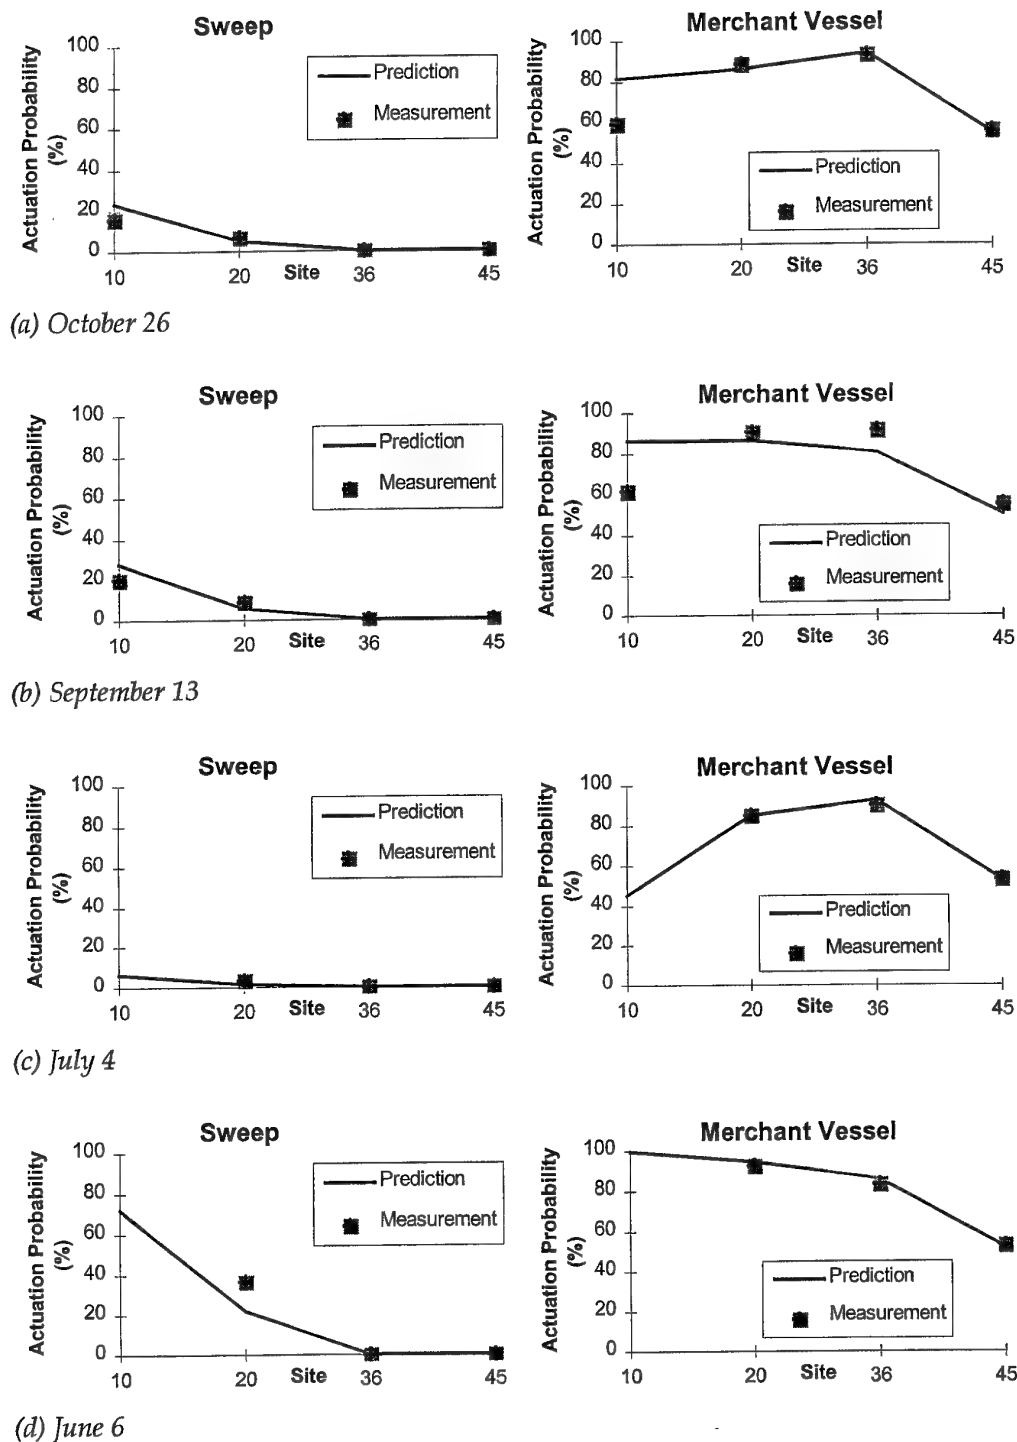 Sweep
Actuation Probability
(%)
100
80
60
40
20
0
Prediction
Measurement
10
20
Site
36
45
Merchant Vessel
Actuation Probability
(%)
100
80
60
40
20
0
Prediction
Measurement
10
20
Site
36
45
(a) October 26
Sweep
Actuation Probability
(%)
100
80
60
40
20
0
Prediction
Measurement
10
20
Site
36
45
Merchant Vessel
Actuation Probability
(%)
100
80
60
40
20
0
Prediction
Measurement
10
20
Site
36
45
(b) September 13
Sweep
Actuation Probability
(%)
100
80
60
40
20
0
Prediction
Measurement
10
20
Site
36
45
Merchant Vessel
Actuation Probability
(%)
100
80
60
40
20
0
Prediction
Measurement
10
20
Site
36
45
(c) July 4
Sweep
Actuation Probability
(%)
100
80
60
40
20
0
Prediction
Measurement
10
20
Site
36
45
Merchant Vessel
Actuation Probability
(%)
100
80
60
40
20
0
Prediction
Measurement
10
20
Site
36
45
(d) June 6